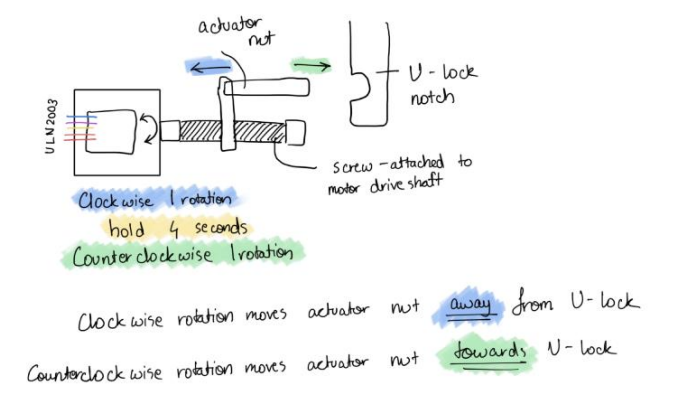 actuator
nut
U-lock
notch
ULN2003
screw-attached to
motor drive shaft
Clockwise 1 rotation
hold 4 seconds
Counterclockwise 1 rotation
Clockwise rotation moves actuator nut away from U-lock
Counterclockwise rotation moves actuator nut towards U-lock